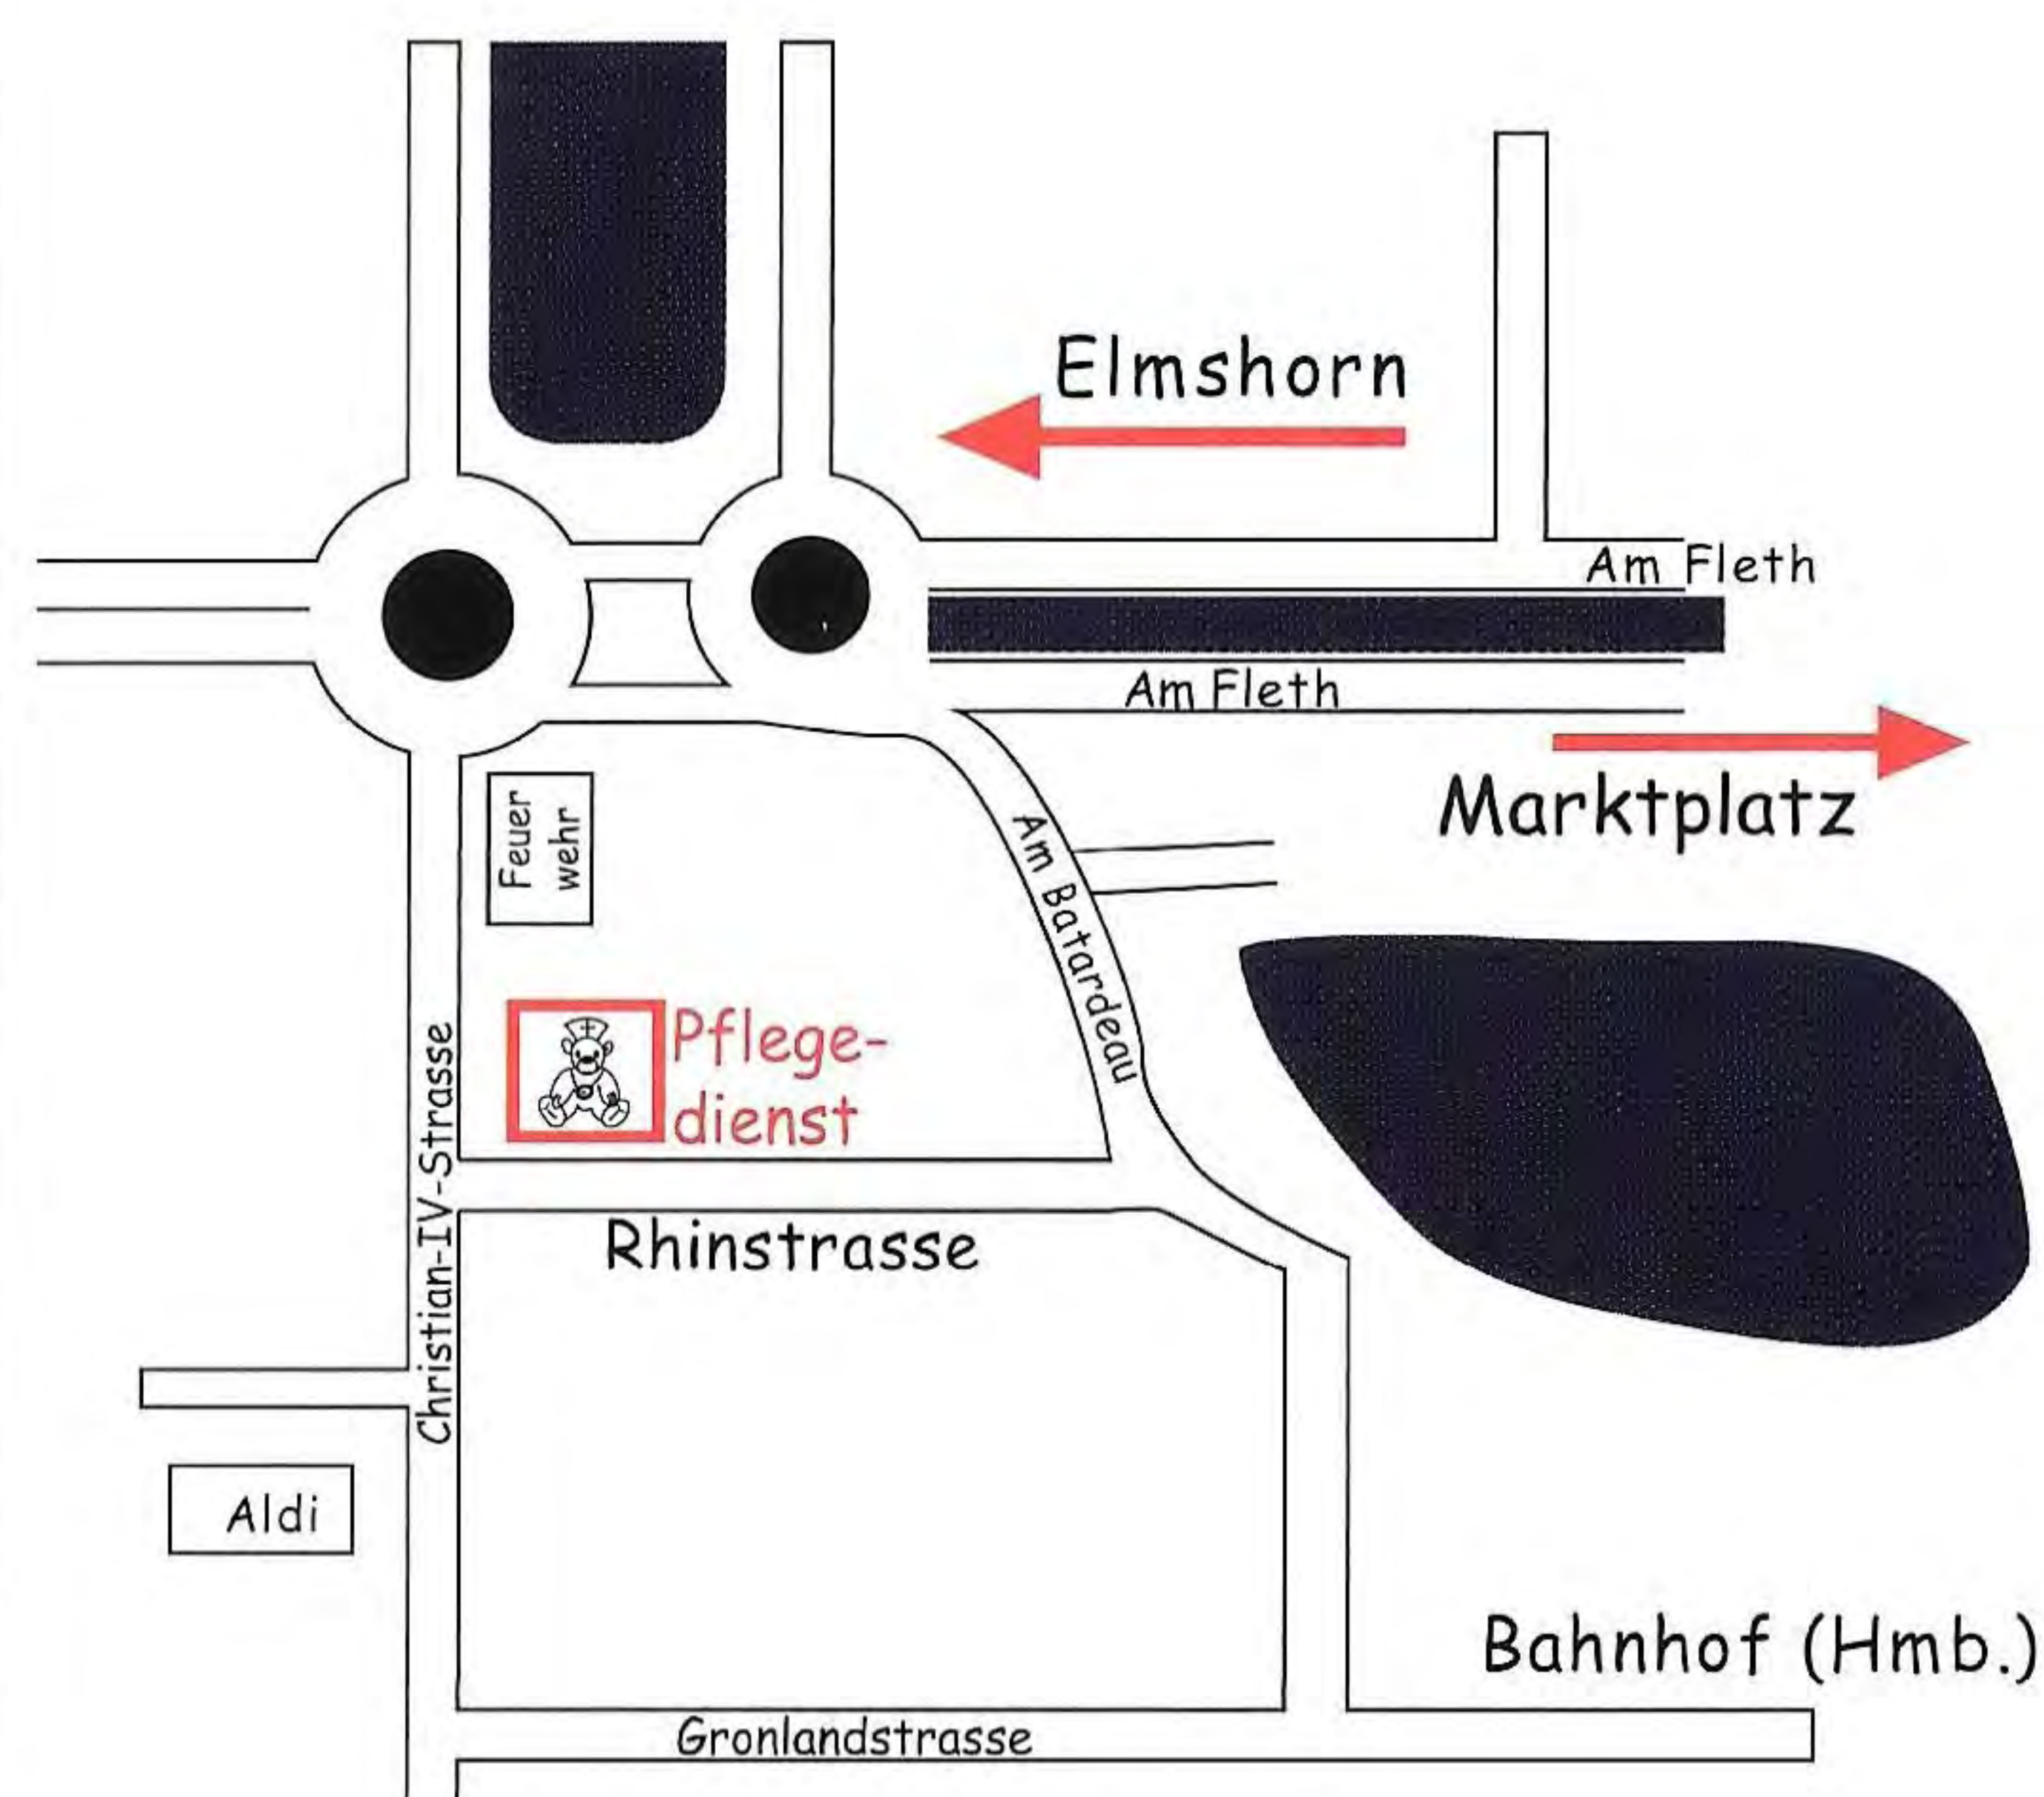 Elmshorn
Am Fleth
Am Fleth
Marktplatz
Feuer
wehr
Am Batardeau
Pflege-
dienst
Christian-IV-Strasse
Rhinstrasse
Aldi
Bahnhof (Hmb.)
Gronlandstrasse